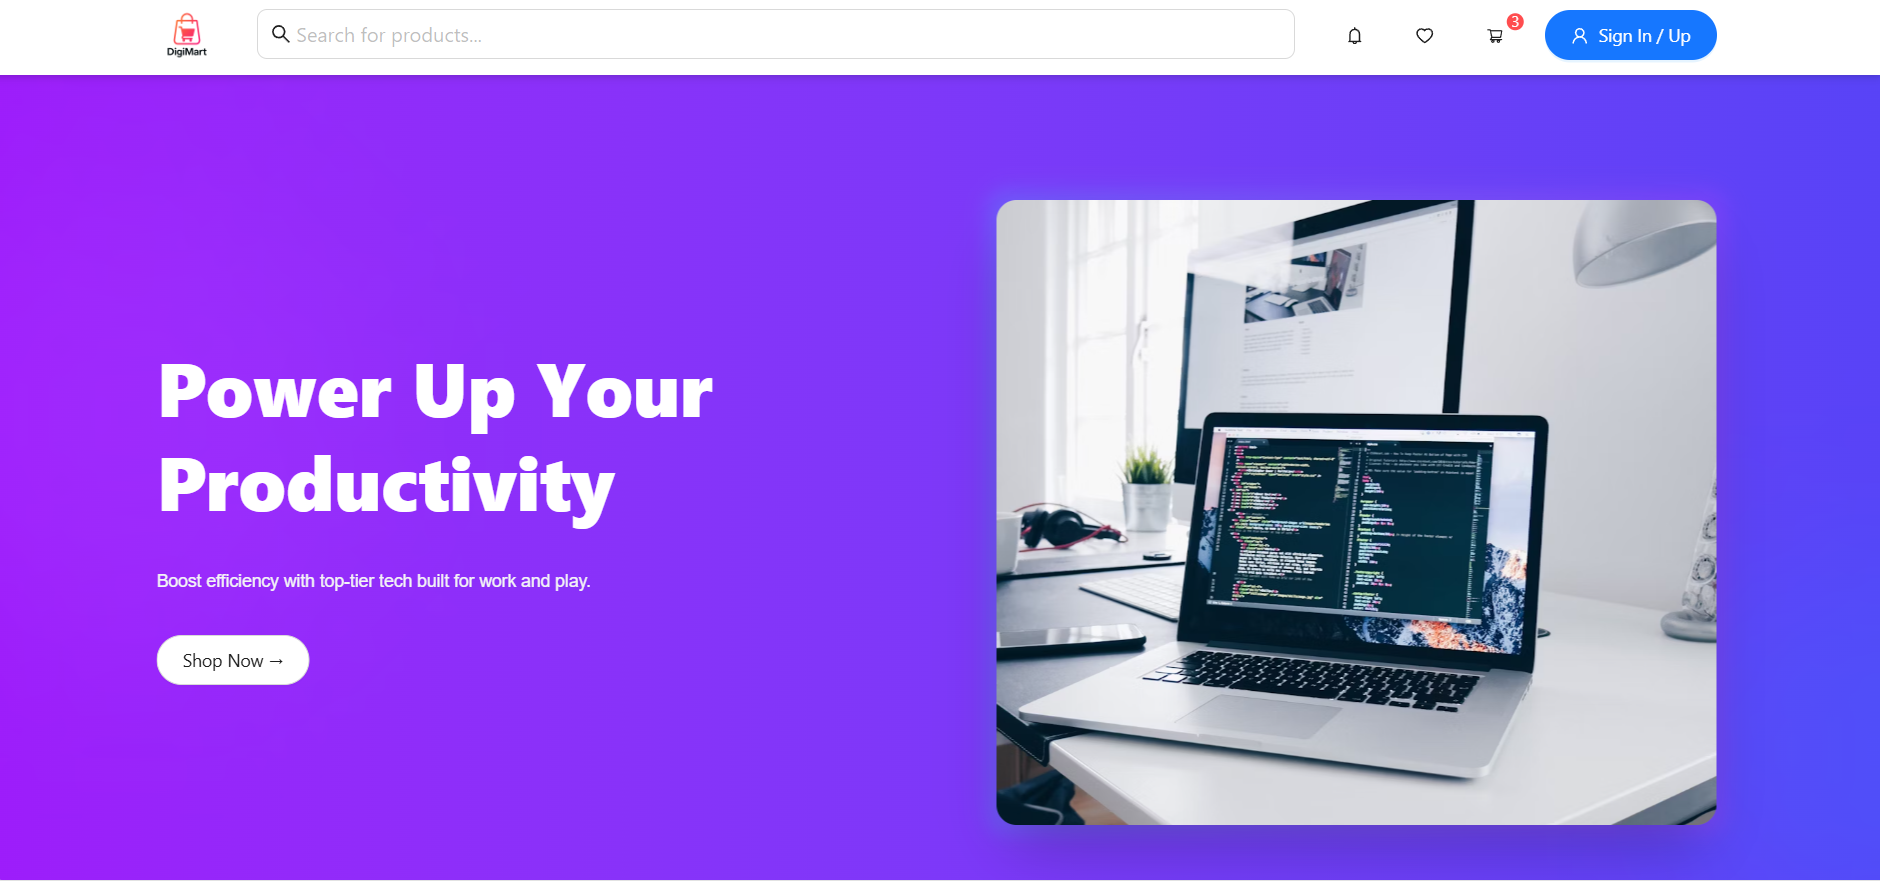 DigiMart
Search for products...
3
Sign In / Up
Power Up Your
Productivity
Boost efficiency with top-tier tech built for work and play.
Shop Now →